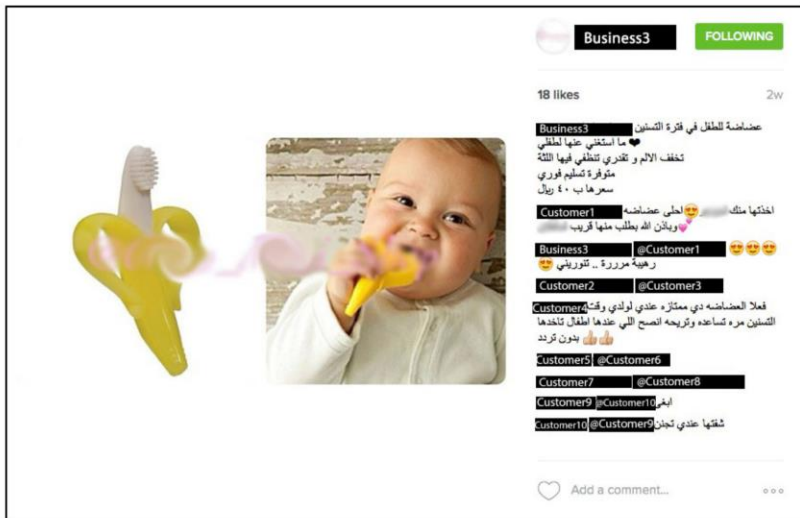 Business3
FOLLOWING
18 likes
2w
Business3 عضاضة للطفل في فترة التسنين
❤ ما استغني عنها لطفلي
تخفف الالم و تقدري تنظفي فيها اللثة
متوفرة تسليم فوري
سعرها ب ٤٠ ريال
Customer1 اخذتها منك 😍احلى عضاضه
💕وباذن الله بطلب منها قريب
Business3 @Customer1 😍😍😍
رهيبة مرررة .. تنوريني 😍
Customer2 @Customer3
Customer4 فعلا العضاضه دي ممتازه عندي لولدي وقت
التسنين مره تساعده وتريحه انصح اللي عندها اطفال تاخدها
بدون تردد 👍👍
Customer5 @Customer6
Customer7 @Customer8
Customer9 @Customer10 ابغى
Customer10 @Customer9 شفتها عندي تجنن
Add a comment...